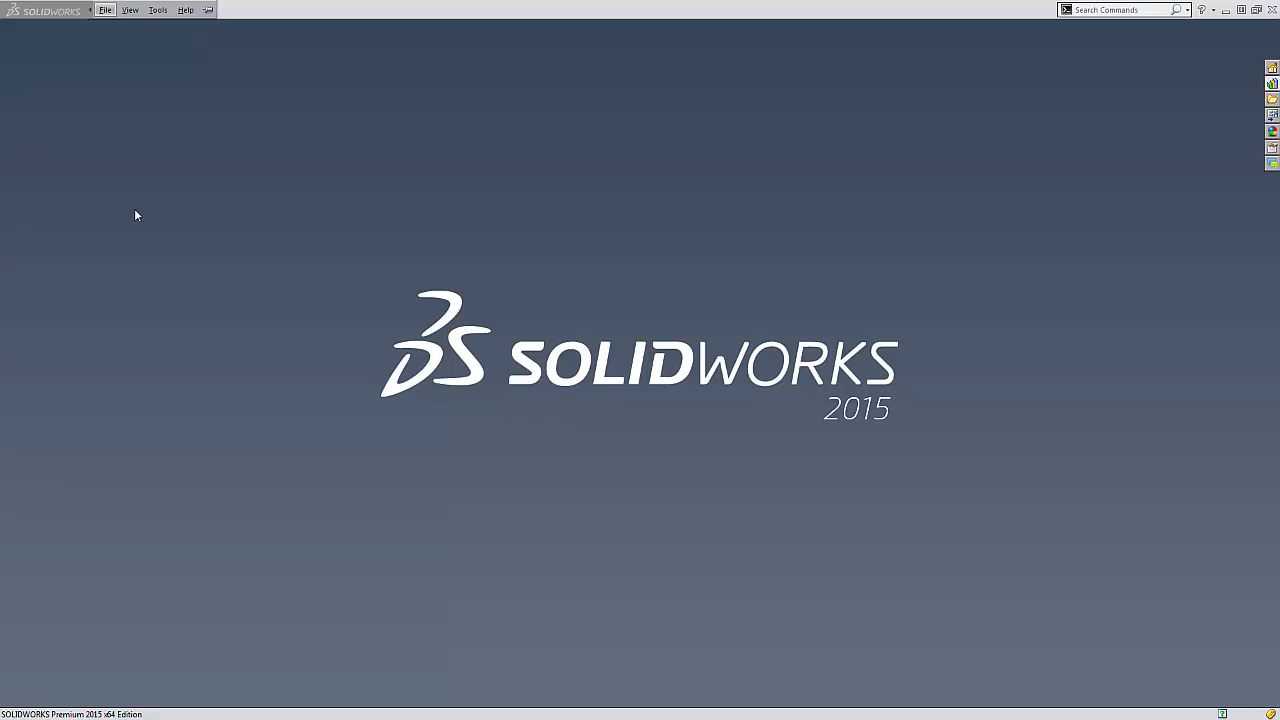 SOLIDWORKS File View Tools Help Search Commands ?
SOLIDWORKS
2015
SOLIDWORKS Premium 2015 x64 Edition